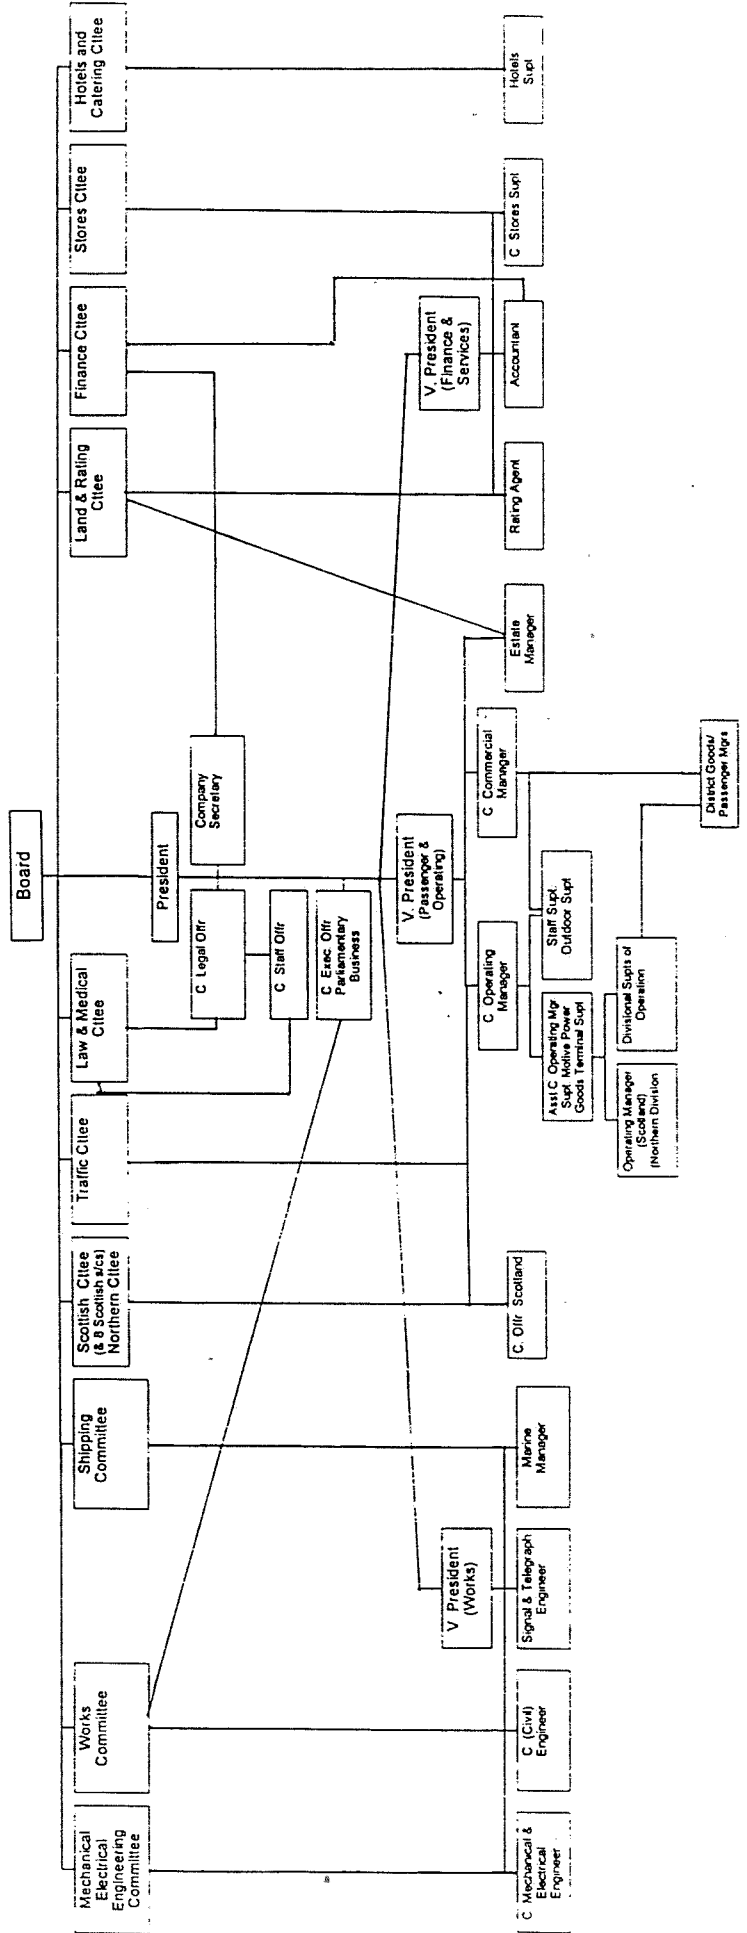 Board
Mechanical
Electrical
Engineering
Committee
Works
Committee
Shipping
Committee
Scottish Cttee
(& 8 Scottish s/cs)
Northern Cttee
Traffic Cttee
Law & Medical
Cttee
Land & Rating
Cttee
Finance Cttee
Stores Cttee
Hotels and
Catering Cttee
President
C Legal Offr
Company
Secretary
C Staff Offr
C Exec. Offr
Parliamentary
Business
V President
(Works)
V. President
(Passenger &
Operating)
V. President
(Finance &
Services)
C Mechanical &
Electrical
Engineer
C (Civil)
Engineer
Signal & Telegraph
Engineer
Marine
Manager
C. Offr Scotland
C Operating
Manager
C Commercial
Manager
Estate
Manager
Rating Agent
Accountant
C Stores Supt
Hotels
Supt
Asst C Operating Mgr
Supt Motive Power
Goods Terminal Supt
Staff Supt.
Outdoor Supt
Operating Manager
(Scotland)
(Northern Division
Divisional Supts of
Operation
District Goods/
Passenger Mgrs